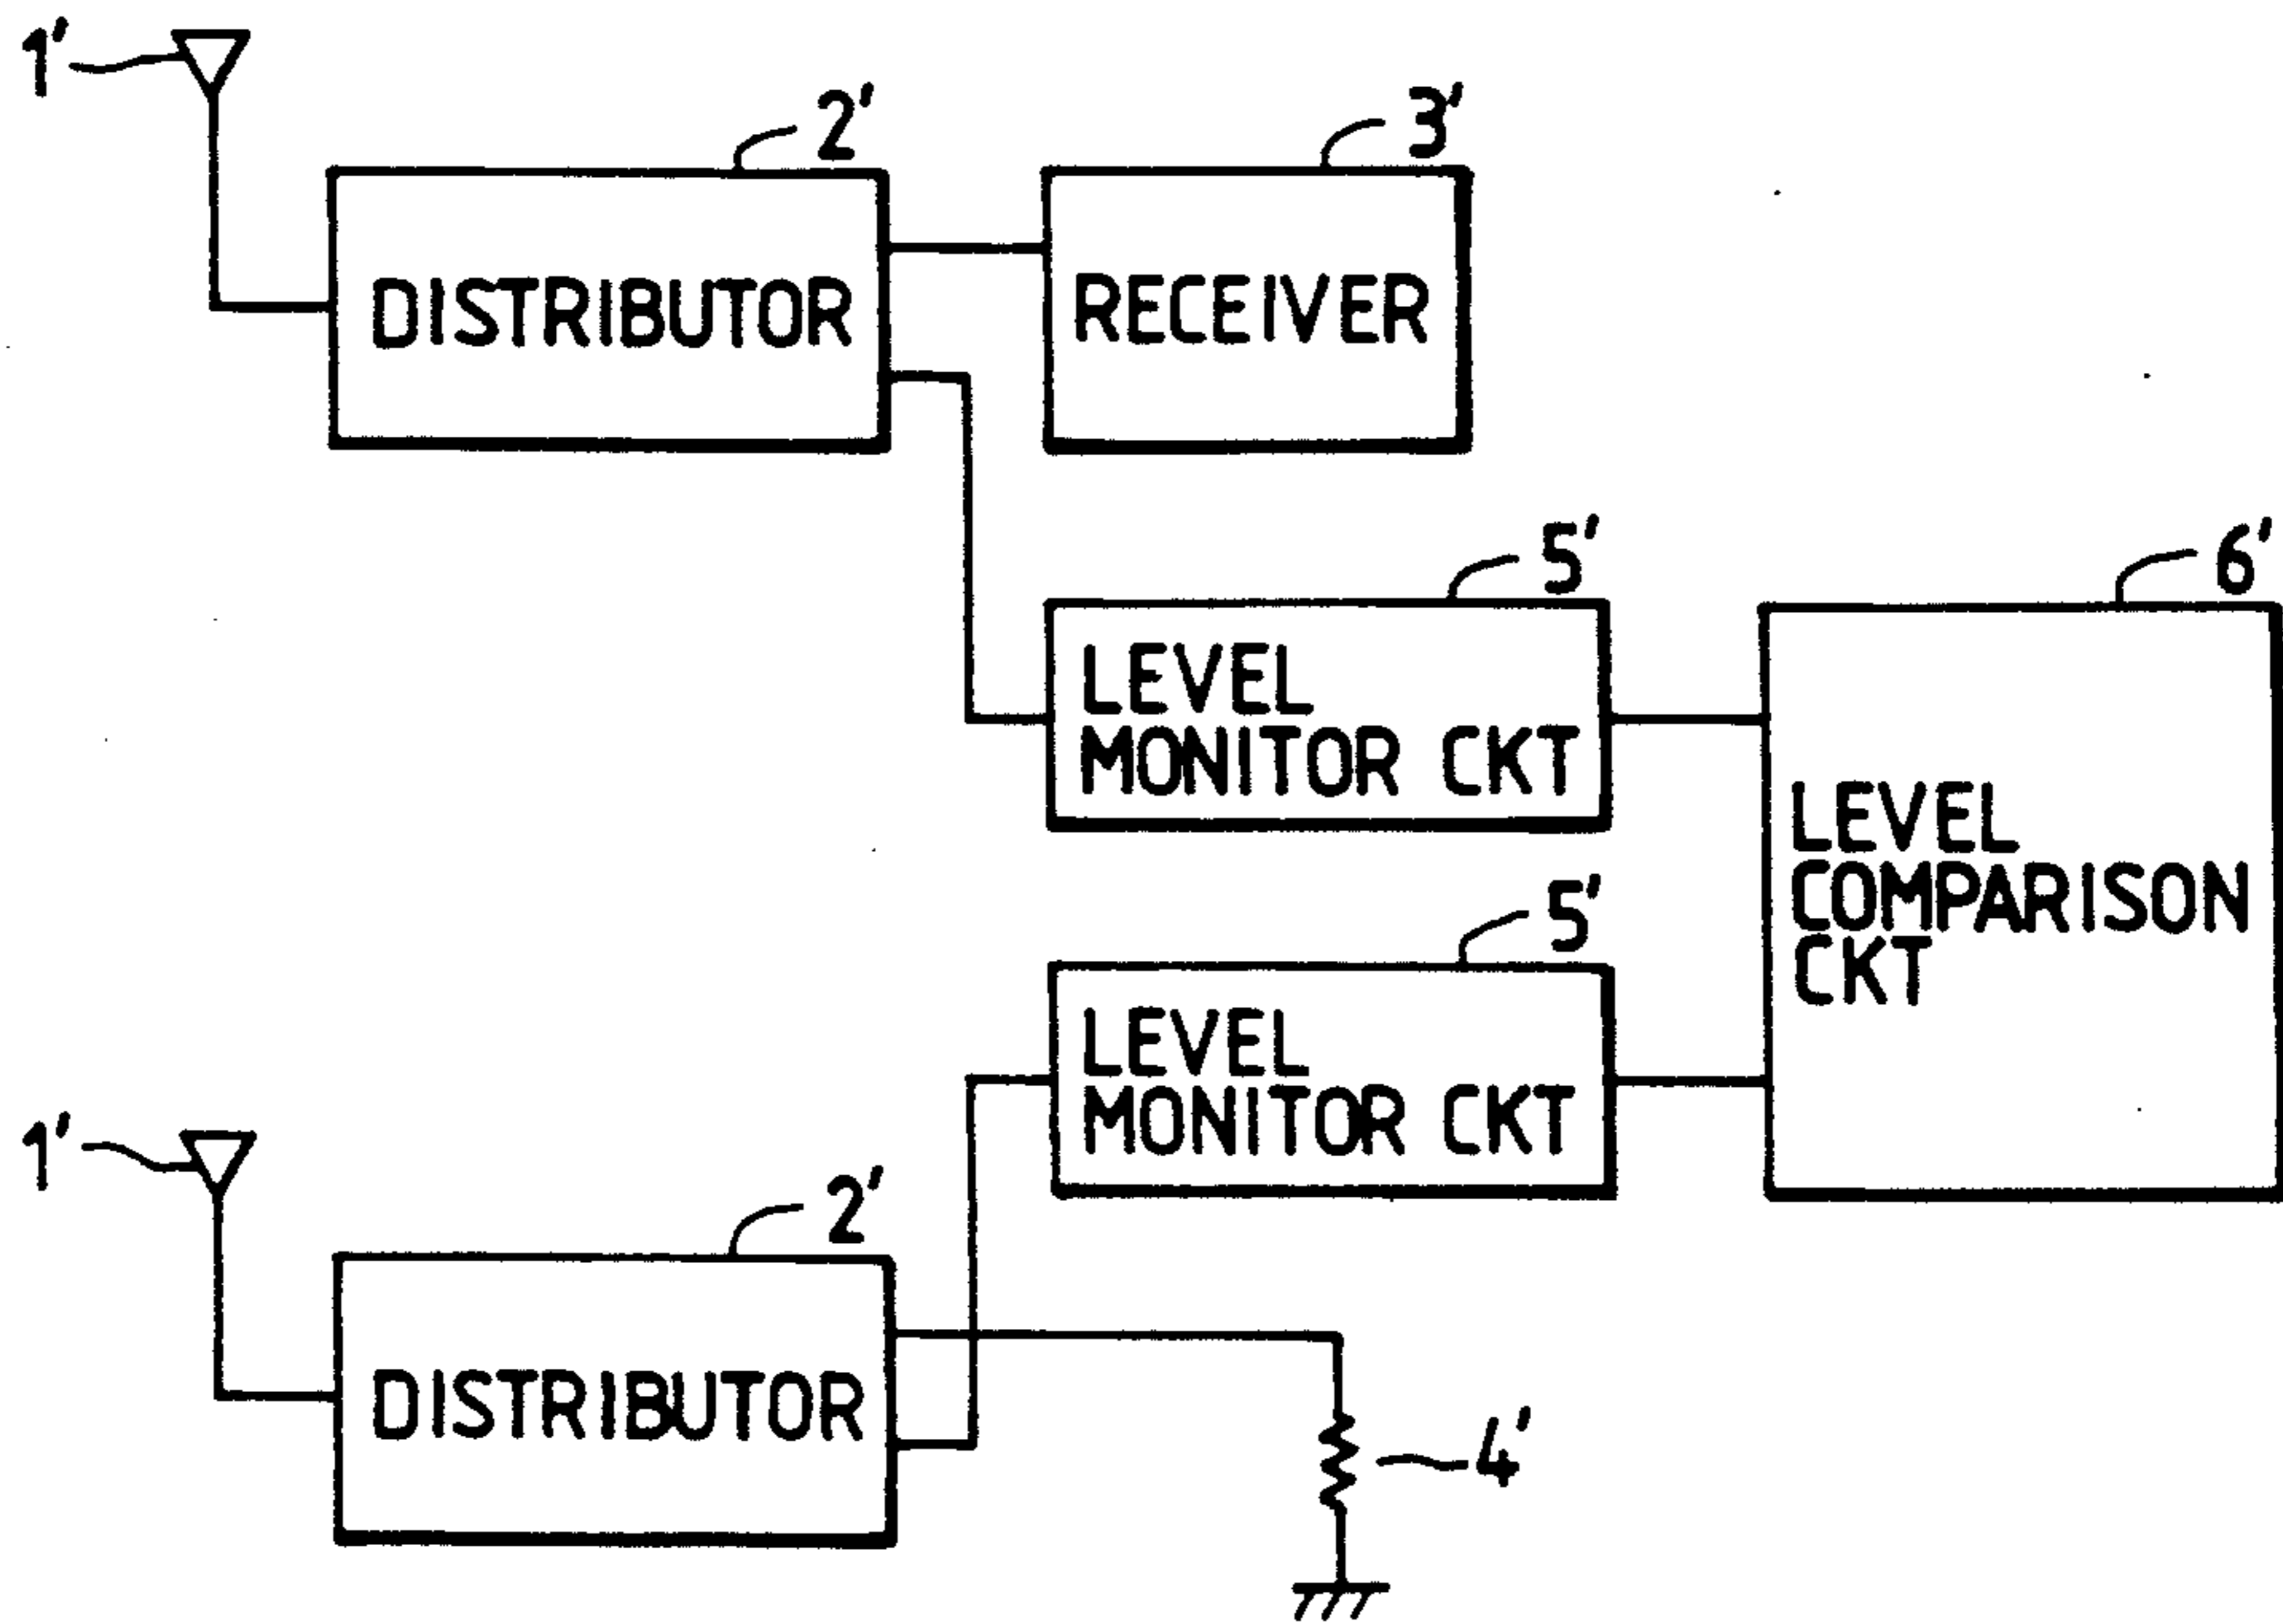 1'
2'
3'
DISTRIBUTOR
RECEIVER
5'
6'
LEVEL
MONITOR CKT
LEVEL
COMPARISON
CKT
5'
LEVEL
MONITOR CKT
1'
2'
DISTRIBUTOR
4'